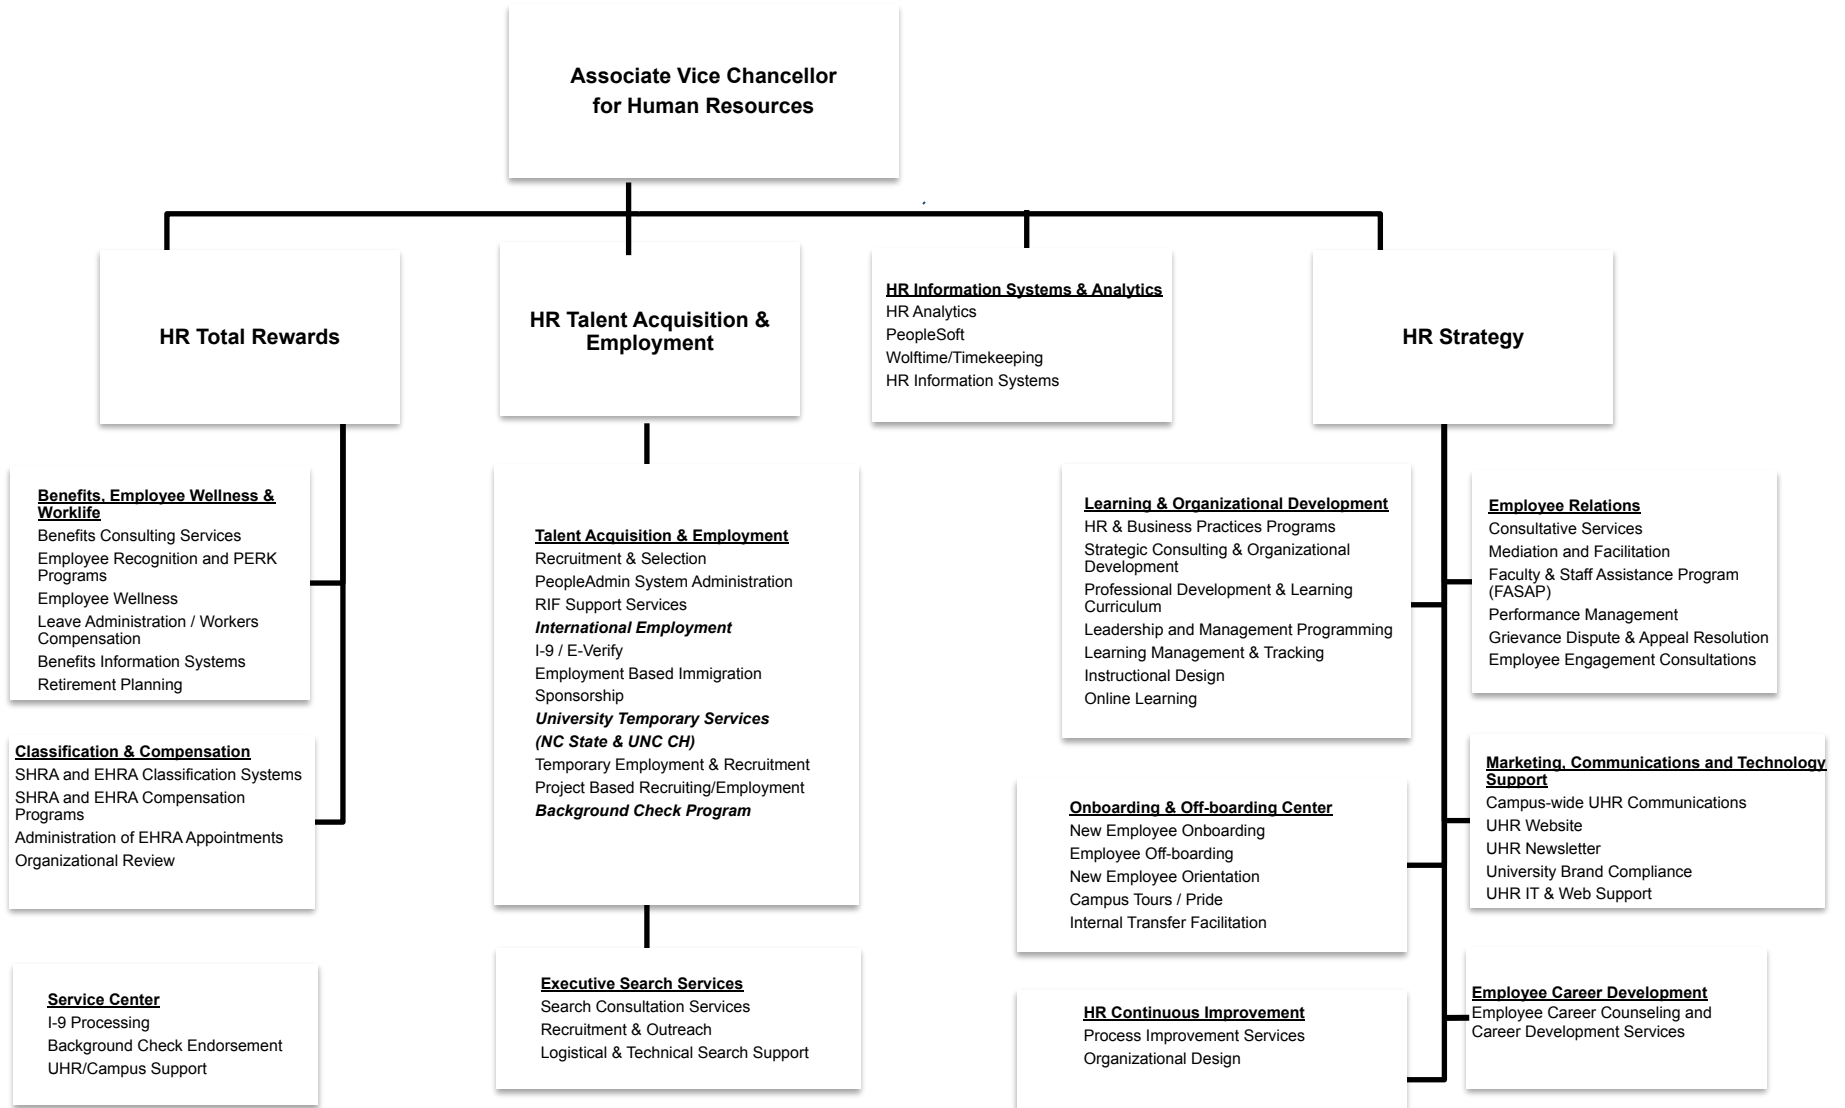 Associate Vice Chancellor
for Human Resources
HR Total Rewards
HR Talent Acquisition &
Employment
HR Information Systems & Analytics
HR Analytics
PeopleSoft
Wolftime/Timekeeping
HR Information Systems
HR Strategy
Benefits, Employee Wellness &
Worklife
Benefits Consulting Services
Employee Recognition and PERK
Programs
Employee Wellness
Leave Administration / Workers
Compensation
Benefits Information Systems
Retirement Planning
Classification & Compensation
SHRA and EHRA Classification Systems
SHRA and EHRA Compensation
Programs
Administration of EHRA Appointments
Organizational Review
Service Center
I-9 Processing
Background Check Endorsement
UHR/Campus Support
Talent Acquisition & Employment
Recruitment & Selection
PeopleAdmin System Administration
RIF Support Services
International Employment
I-9 / E-Verify
Employment Based Immigration
Sponsorship
University Temporary Services
(NC State & UNC CH)
Temporary Employment & Recruitment
Project Based Recruiting/Employment
Background Check Program
Executive Search Services
Search Consultation Services
Recruitment & Outreach
Logistical & Technical Search Support
Learning & Organizational Development
HR & Business Practices Programs
Strategic Consulting & Organizational
Development
Professional Development & Learning
Curriculum
Leadership and Management Programming
Learning Management & Tracking
Instructional Design
Online Learning
Onboarding & Off-boarding Center
New Employee Onboarding
Employee Off-boarding
New Employee Orientation
Campus Tours / Pride
Internal Transfer Facilitation
HR Continuous Improvement
Process Improvement Services
Organizational Design
Employee Relations
Consultative Services
Mediation and Facilitation
Faculty & Staff Assistance Program
(FASAP)
Performance Management
Grievance Dispute & Appeal Resolution
Employee Engagement Consultations
Marketing, Communications and Technology
Support
Campus-wide UHR Communications
UHR Website
UHR Newsletter
University Brand Compliance
UHR IT & Web Support
Employee Career Development
Employee Career Counseling and
Career Development Services